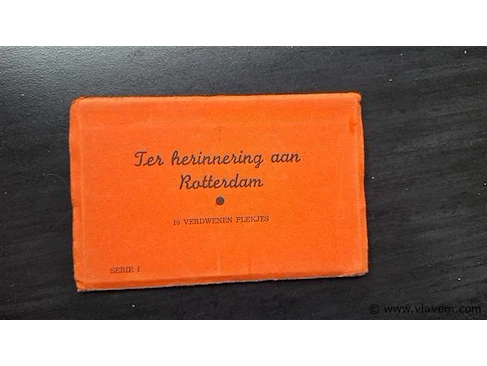 Ter herinnering aan
Rotterdam
10 VERDWENEN PLEKJES
SERIE I
© www.vlavem.com